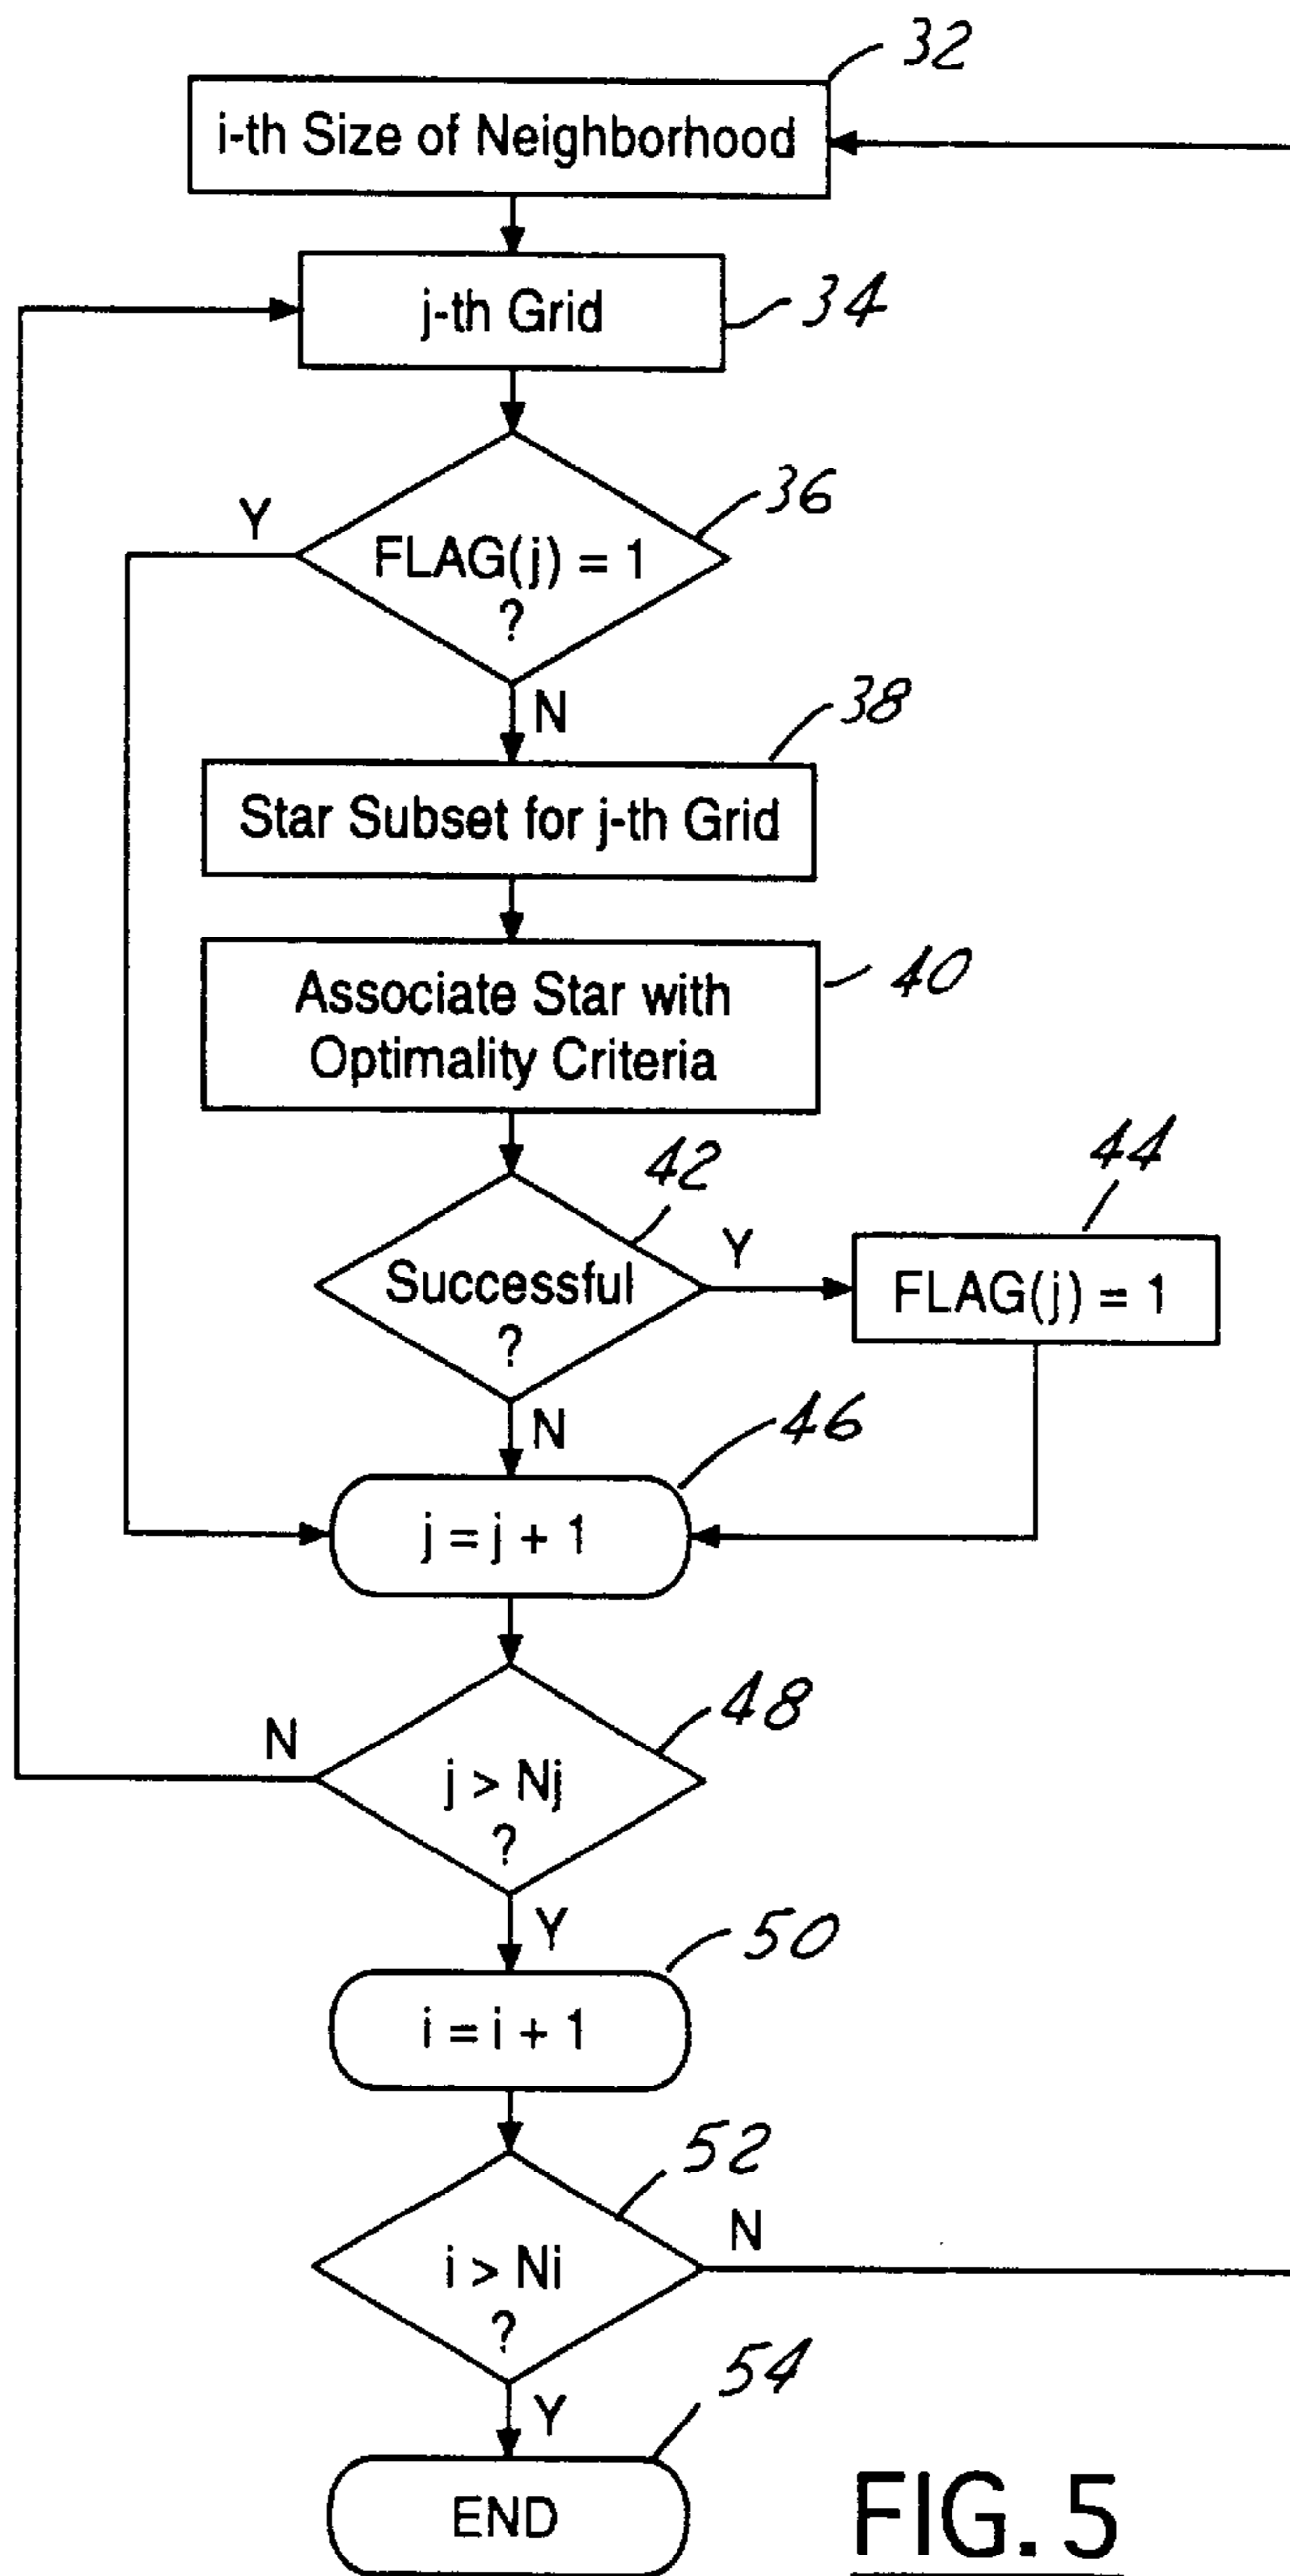 32
i-th Size of Neighborhood
j-th Grid
34
36
Y
FLAG(j) = 1
?
N
38
Star Subset for j-th Grid
40
Associate Star with
Optimality Criteria
42
44
Y
Successful
?
FLAG(j) = 1
N
46
j = j + 1
48
N
j > Nj
?
Y
50
i = i + 1
52
N
i > Ni
?
54
Y
END
FIG. 5